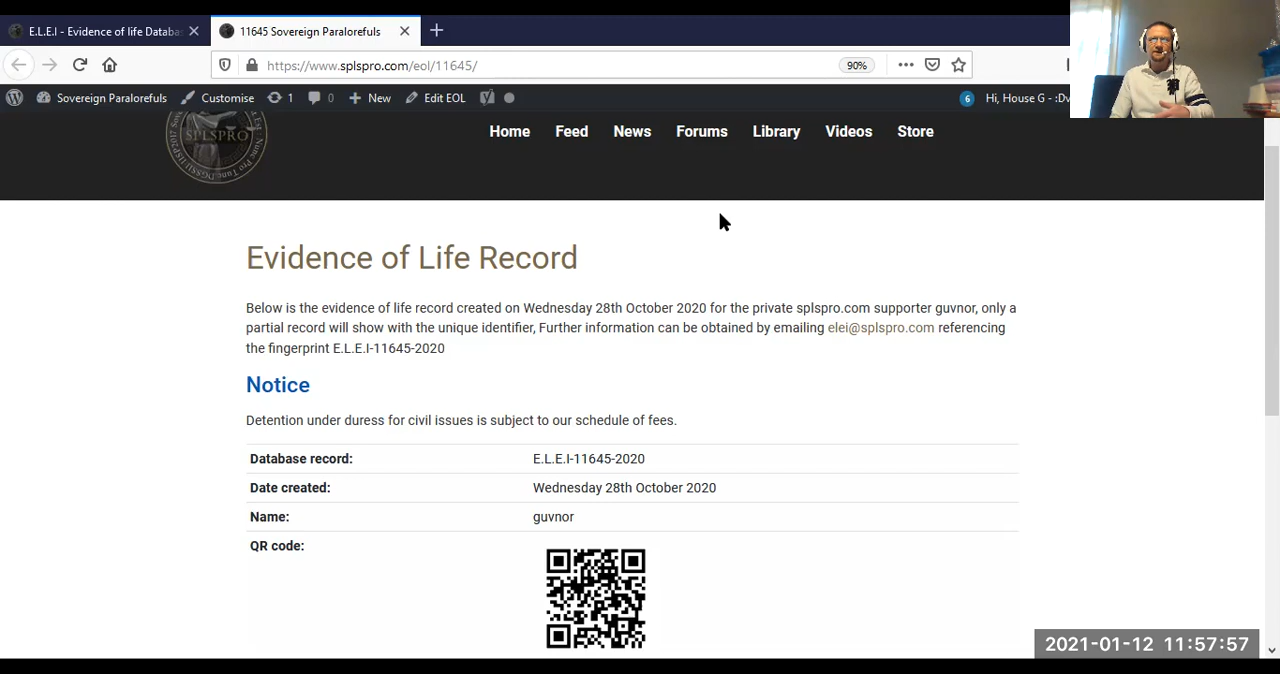 E.L.E.I - Evidence of life Databa
11645 Sovereign Paralorefuls
https://www.splspro.com/eol/11645/
90%
Sovereign Paralorefuls Customise 1 0 New Edit EOL 6 Hi, House G - :Dv
SPLSPRO
Home Feed News Forums Library Videos Store
Evidence of Life Record
Below is the evidence of life record created on Wednesday 28th October 2020 for the private splspro.com supporter guvnor, only a
partial record will show with the unique identifier, Further information can be obtained by emailing elei@splspro.com referencing
the fingerprint E.L.E.I-11645-2020
Notice
Detention under duress for civil issues is subject to our schedule of fees.
Database record: E.L.E.I-11645-2020
Date created: Wednesday 28th October 2020
Name: guvnor
QR code:
2021-01-12 11:57:57